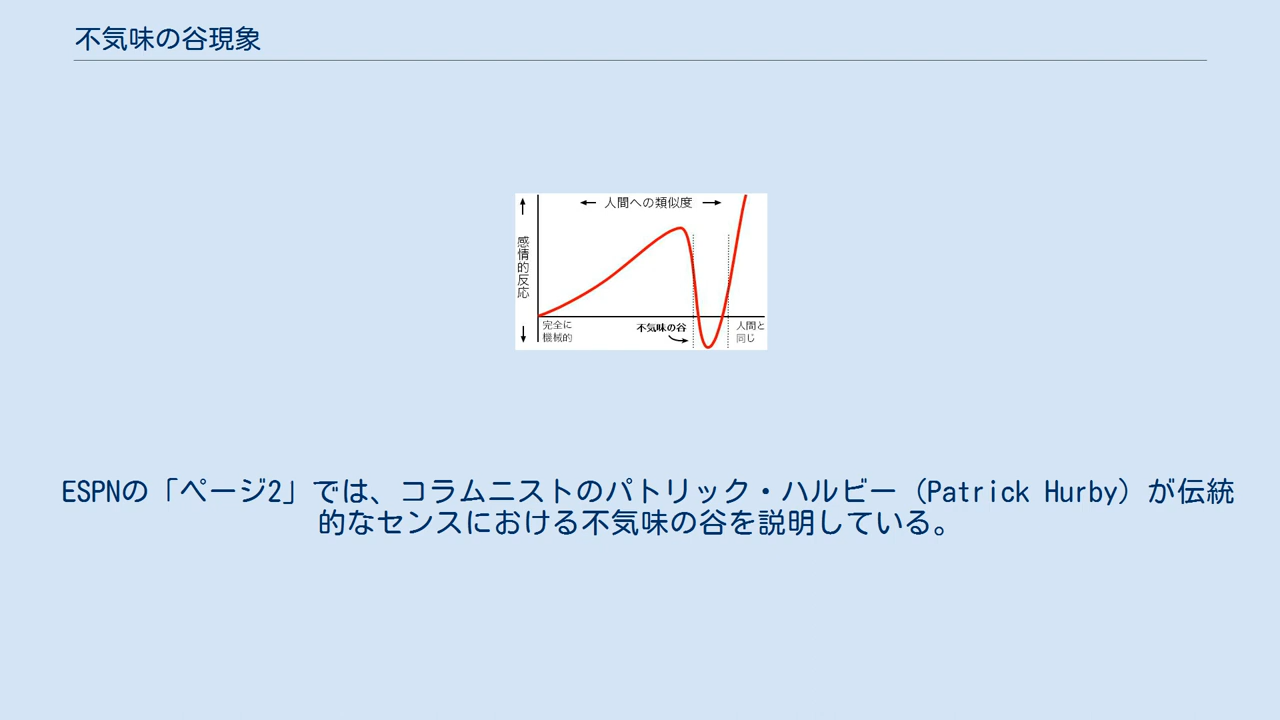 不気味の谷現象
← 人間への類似度 →
↑
感情的反応
↓
完全に
機械的
不気味の谷
人間と
同じ
ESPNの「ページ2」では、コラムニストのパトリック・ハルビー（Patrick Hurby）が伝統
的なセンスにおける不気味の谷を説明している。